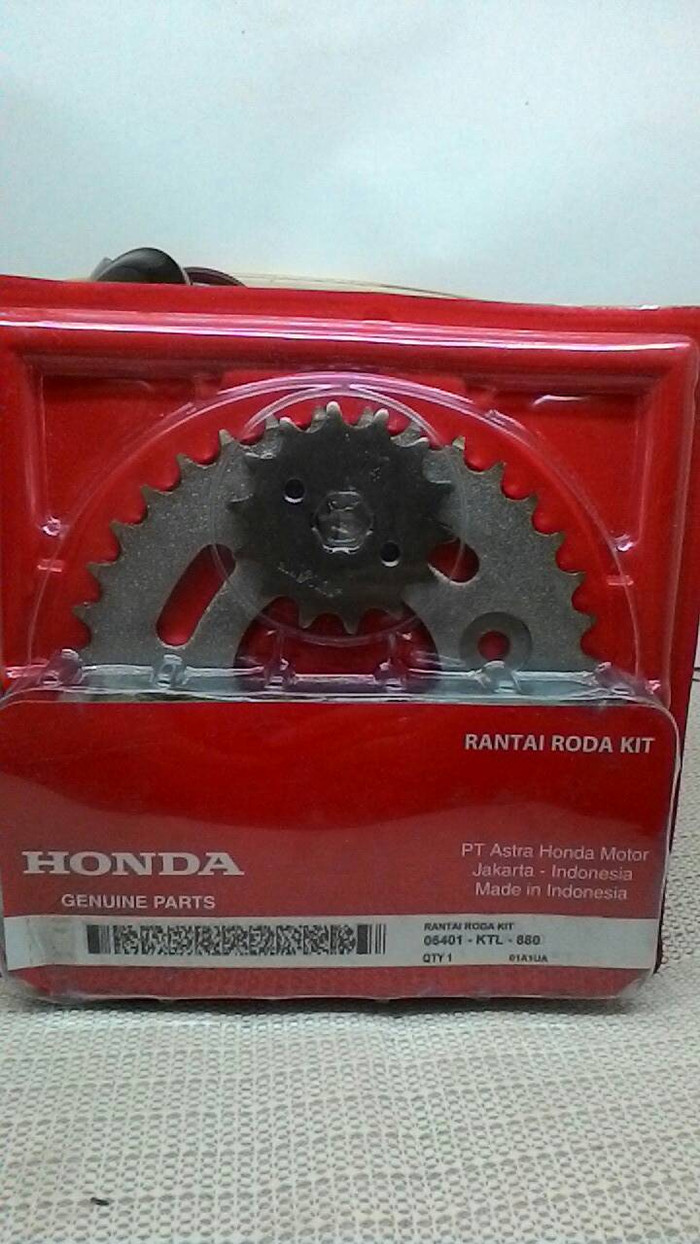 RANTAI RODA KIT
HONDA
GENUINE PARTS
PT Astra Honda Motor
Jakarta - Indonesia
Made in Indonesia
RANTAI RODA KIT
06401 - KTL - 880
QTY 1 01A1UA